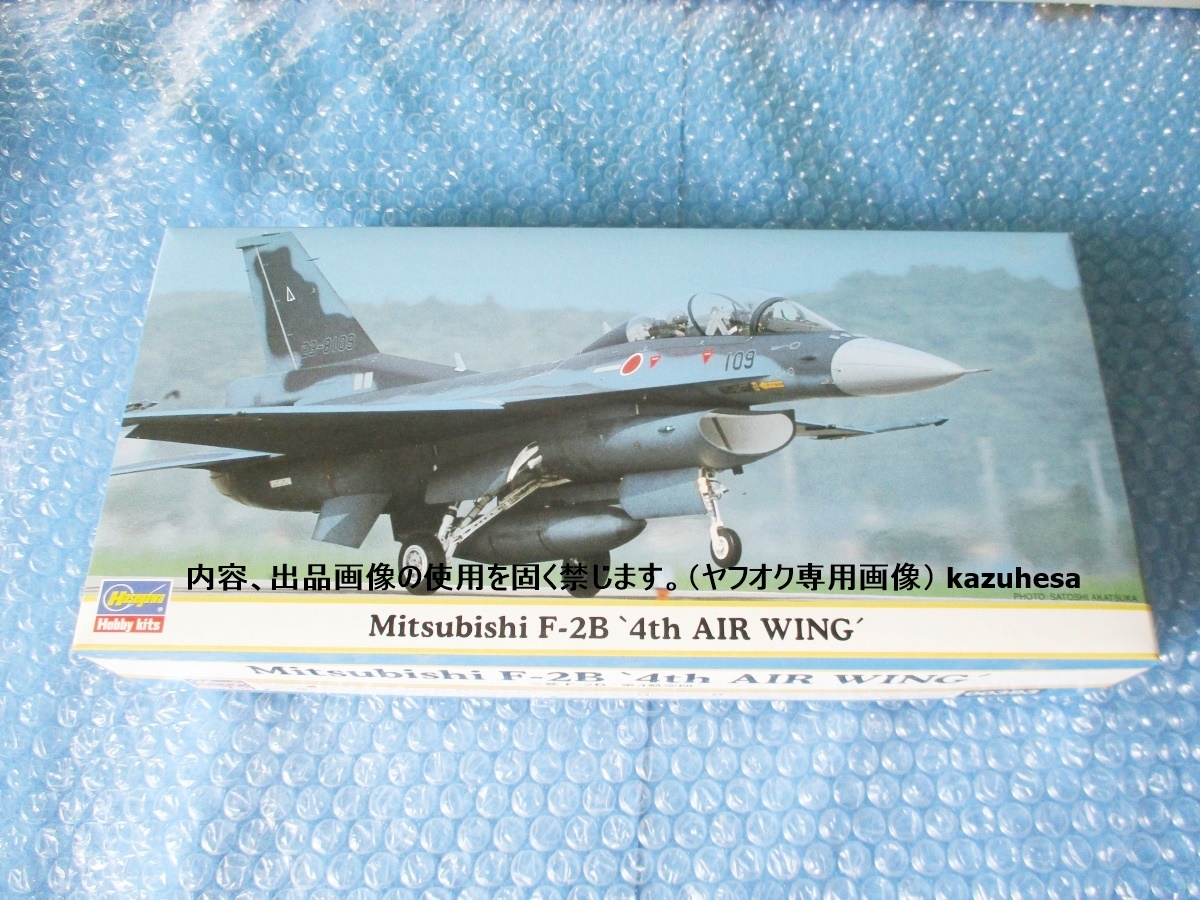 23-8109
109
内容、出品画像の使用を固く禁じます。（ヤフオク専用画像） kazuhesa
PHOTO: SATOSHI AKATSUKA
Hasegawa
Hobby kits
Mitsubishi F-2B `4th AIR WING´
Mitsubishi F-2B `4th AIR WING´